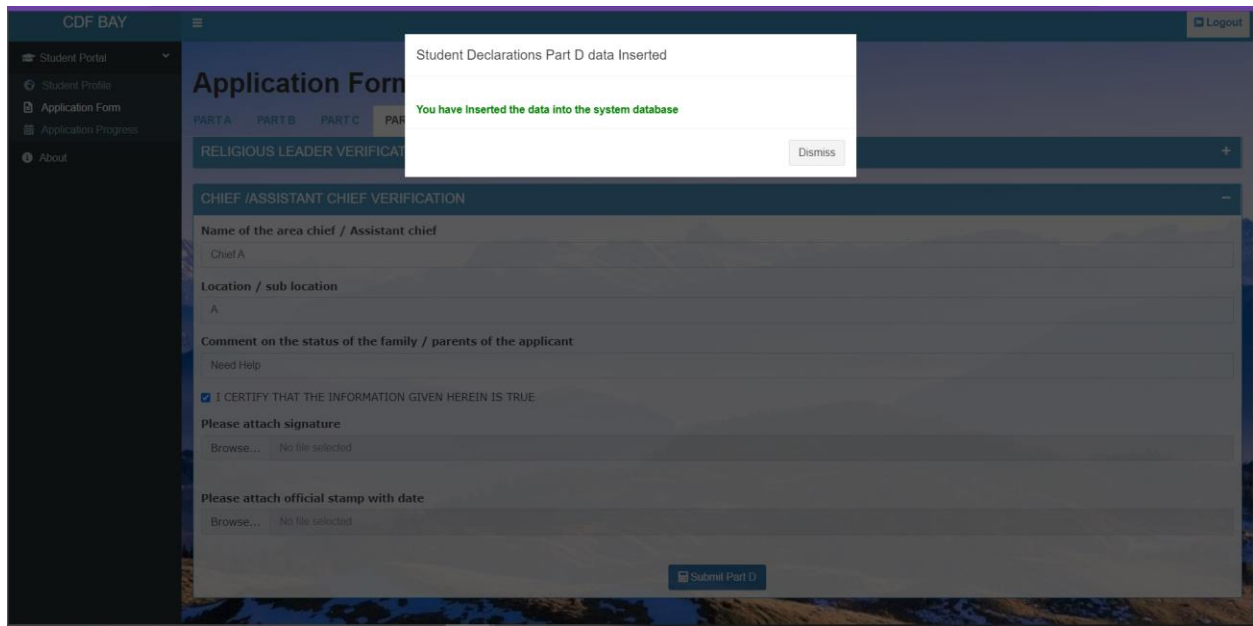 CDF BAY
Logout
Student Portal
Student Profile
Application Form
Application Progress
About
Application Form
PART A PART B PART C PAR
Student Declarations Part D data Inserted
You have Inserted the data into the system database
Dismiss
RELIGIOUS LEADER VERIFICAT
CHIEF /ASSISTANT CHIEF VERIFICATION
Name of the area chief / Assistant chief
Chief A
Location / sub location
A
Comment on the status of the family / parents of the applicant
Need Help
I CERTIFY THAT THE INFORMATION GIVEN HEREIN IS TRUE
Please attach signature
Browse... No file selected
Please attach official stamp with date
Browse... No file selected
Submit Part D